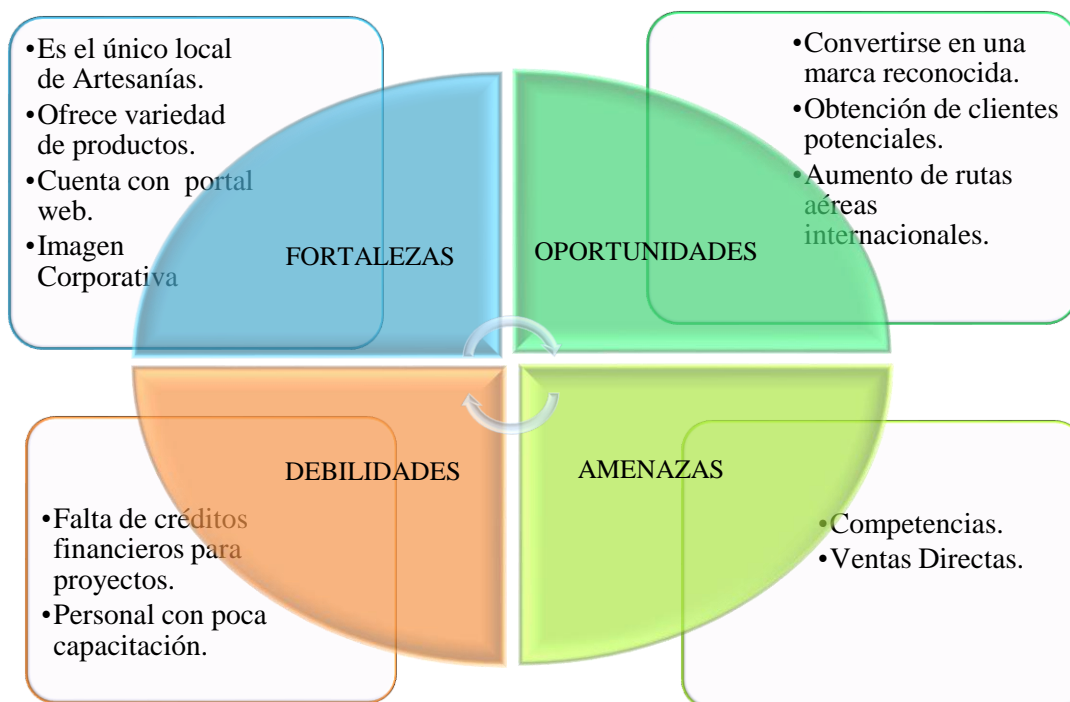 •Es el único local
de Artesanías.
•Ofrece variedad
de productos.
•Cuenta con portal
web.
•Imagen
Corporativa
FORTALEZAS
•Convertirse en una
marca reconocida.
•Obtención de clientes
potenciales.
•Aumento de rutas
aéreas
internacionales.
OPORTUNIDADES
DEBILIDADES
•Falta de créditos
financieros para
proyectos.
•Personal con poca
capacitación.
AMENAZAS
•Competencias.
•Ventas Directas.